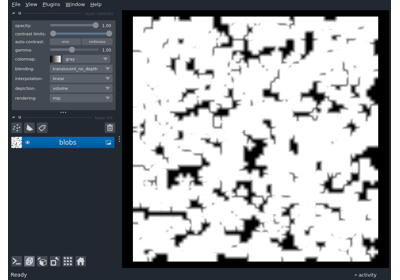 File View Plugins Window Help
opacity: 1.00
contrast limits:
auto-contrast: once continuous
gamma: 1.00
colormap: gray
blending: translucent_no_depth
interpolation: linear
depiction: volume
rendering: mip
blobs
Ready activity